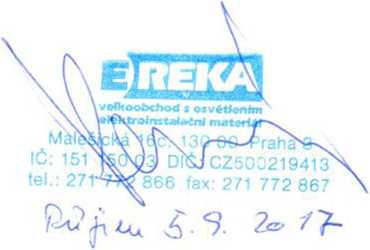 EREKA
velkoobchod s osvětlením
elektroinstalační materiál
Malešická 16c, 130 00 Praha 3
IČ: 151 150 03 DIČ: CZ500219413
tel.: 271 772 866 fax: 271 772 867
5.9. 2017